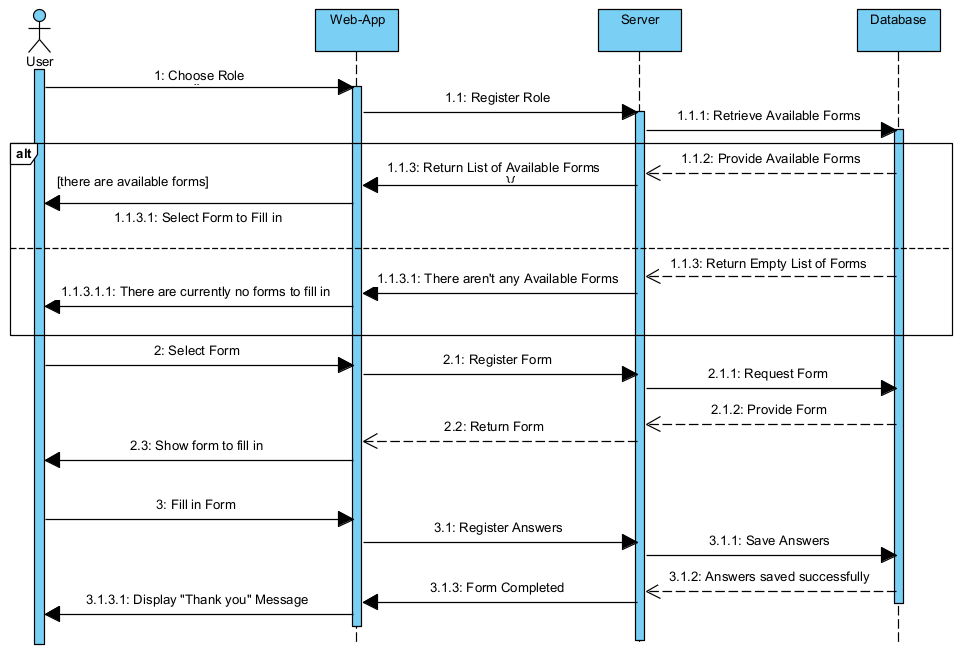 Web-App
Server
Database
User
1: Choose Role
1.1: Register Role
1.1.1: Retrieve Available Forms
alt
1.1.2: Provide Available Forms
1.1.3: Return List of Available Forms
[there are available forms]
1.1.3.1: Select Form to Fill in
1.1.3: Return Empty List of Forms
1.1.3.1: There aren't any Available Forms
1.1.3.1.1: There are currently no forms to fill in
2: Select Form
2.1: Register Form
2.1.1: Request Form
2.1.2: Provide Form
2.2: Return Form
2.3: Show form to fill in
3: Fill in Form
3.1: Register Answers
3.1.1: Save Answers
3.1.2: Answers saved successfully
3.1.3: Form Completed
3.1.3.1: Display "Thank you" Message